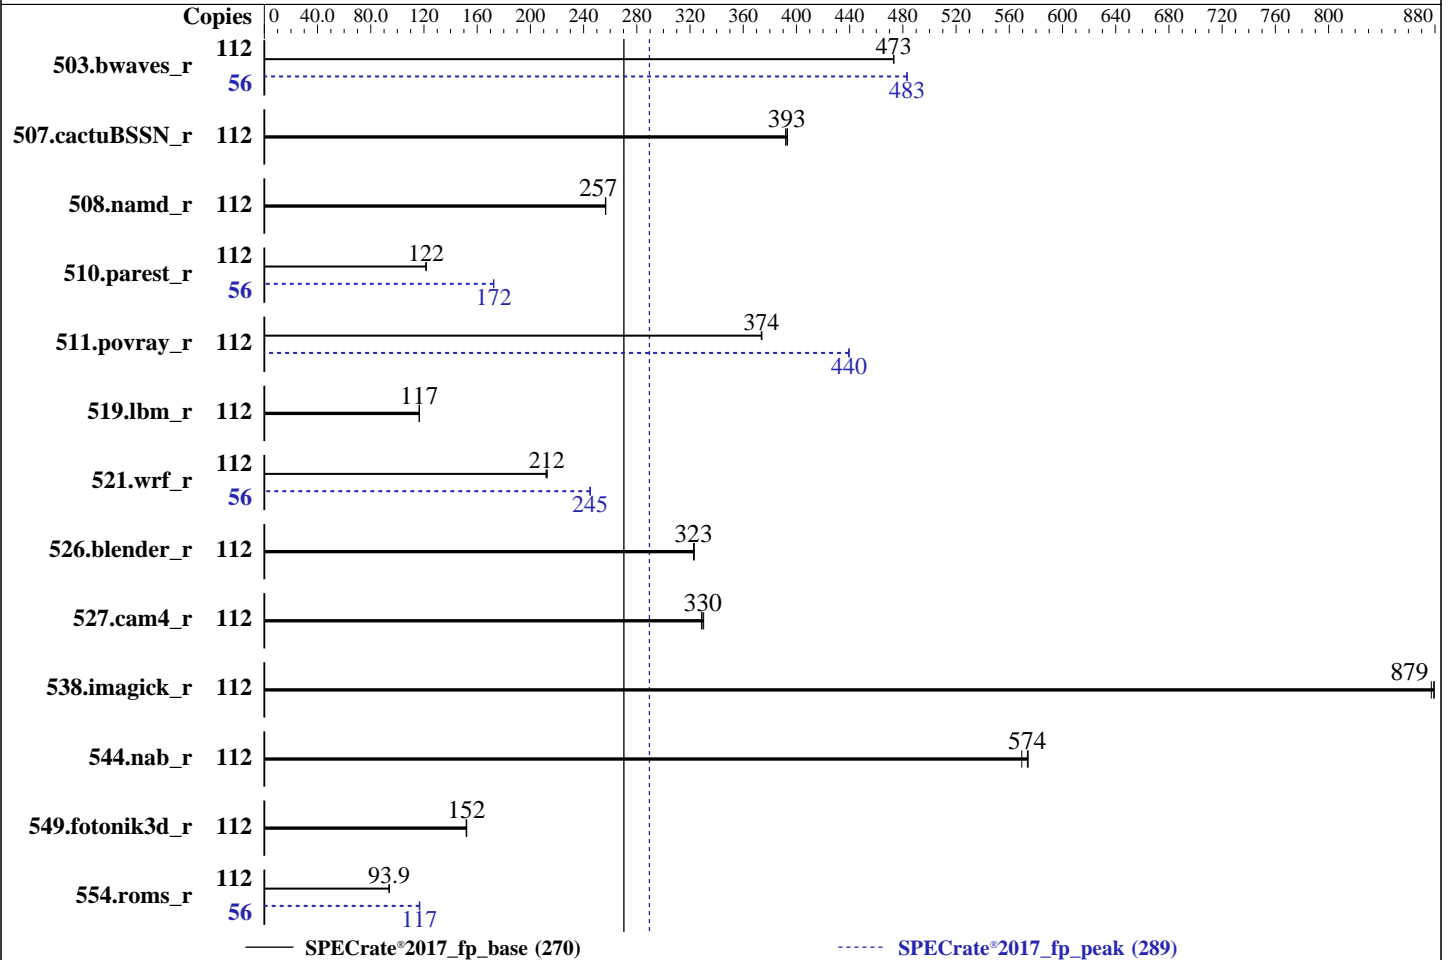 Copies 0 40.0 80.0 120 160 200 240 280 320 360 400 440 480 520 560 600 640 680 720 760 800 880
503.bwaves_r 112 473
56 483
507.cactuBSSN_r 112 393
508.namd_r 112 257
510.parest_r 112 122
56 172
511.povray_r 112 374
440
519.lbm_r 112 117
521.wrf_r 112 212
56 245
526.blender_r 112 323
527.cam4_r 112 330
538.imagick_r 112 879
544.nab_r 112 574
549.fotonik3d_r 112 152
554.roms_r 112 93.9
56 117
SPECrate®2017_fp_base (270) SPECrate®2017_fp_peak (289)